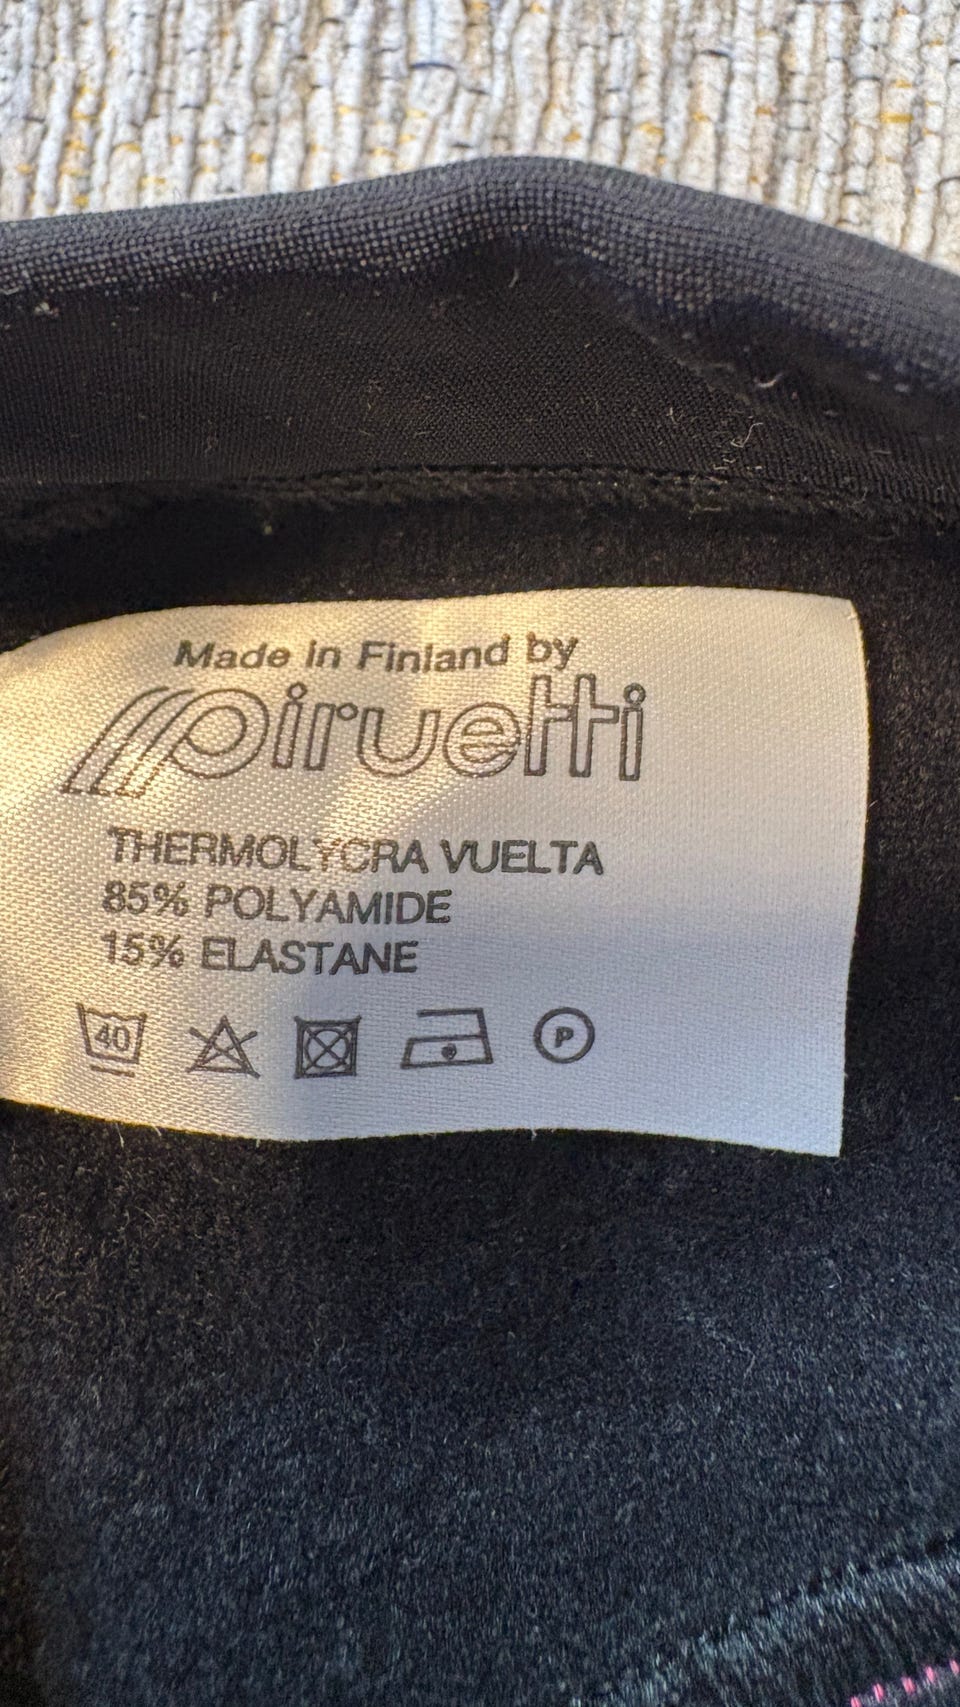 Made in Finland by
Piruetti
THERMOLYCRA VUELTA
85% POLYAMIDE
15% ELASTANE
40 P